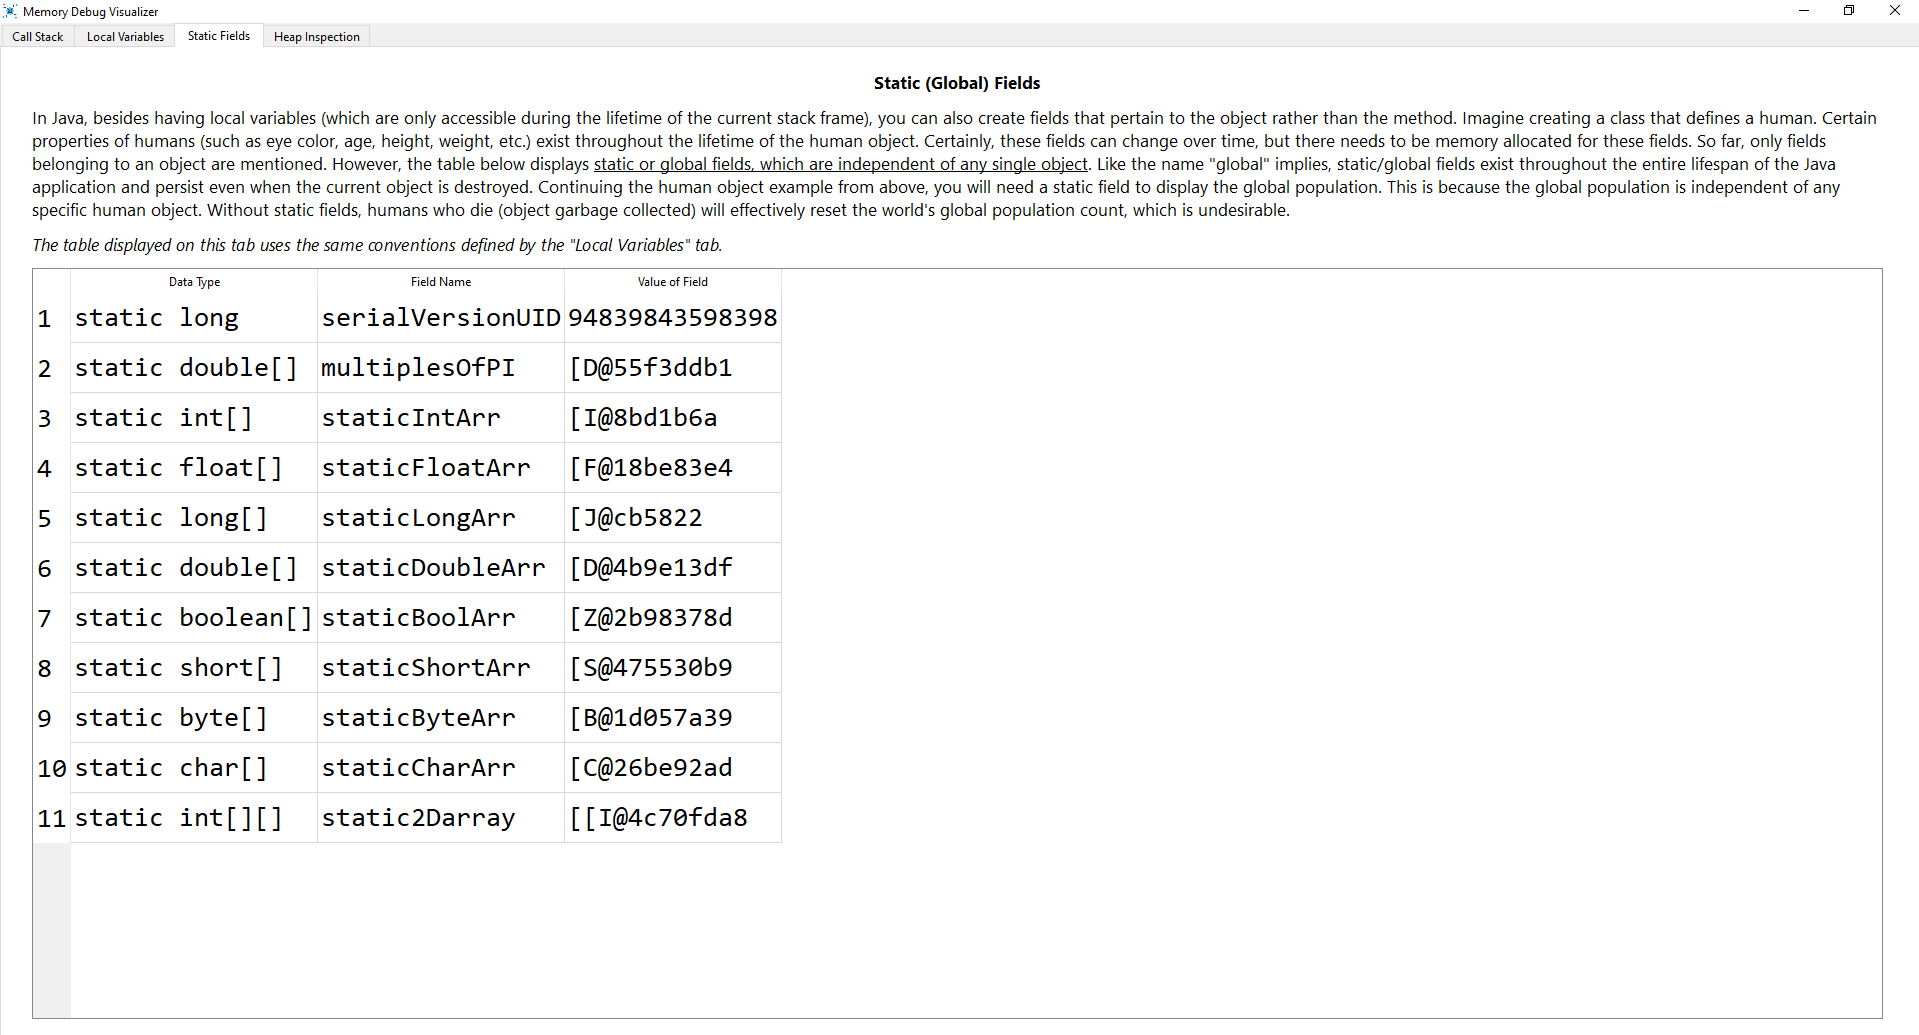 Memory Debug Visualizer
Call Stack Local Variables Static Fields Heap Inspection
Static (Global) Fields
In Java, besides having local variables (which are only accessible during the lifetime of the current stack frame), you can also create fields that pertain to the object rather than the method. Imagine creating a class that defines a human. Certain
properties of humans (such as eye color, age, height, weight, etc.) exist throughout the lifetime of the human object. Certainly, these fields can change over time, but there needs to be memory allocated for these fields. So far, only fields
belonging to an object are mentioned. However, the table below displays static or global fields, which are independent of any single object. Like the name "global" implies, static/global fields exist throughout the entire lifespan of the Java
application and persist even when the current object is destroyed. Continuing the human object example from above, you will need a static field to display the global population. This is because the global population is independent of any
specific human object. Without static fields, humans who die (object garbage collected) will effectively reset the world's global population count, which is undesirable.
The table displayed on this tab uses the same conventions defined by the "Local Variables" tab.
Data Type Field Name Value of Field
1 static long serialVersionUID 94839843598398
2 static double[] multiplesOfPI [D@55f3ddb1
3 static int[] staticIntArr [I@8bd1b6a
4 static float[] staticFloatArr [F@18be83e4
5 static long[] staticLongArr [J@cb5822
6 static double[] staticDoubleArr [D@4b9e13df
7 static boolean[] staticBoolArr [Z@2b98378d
8 static short[] staticShortArr [S@475530b9
9 static byte[] staticByteArr [B@1d057a39
10 static char[] staticCharArr [C@26be92ad
11 static int[][] static2Darray [[I@4c70fda8